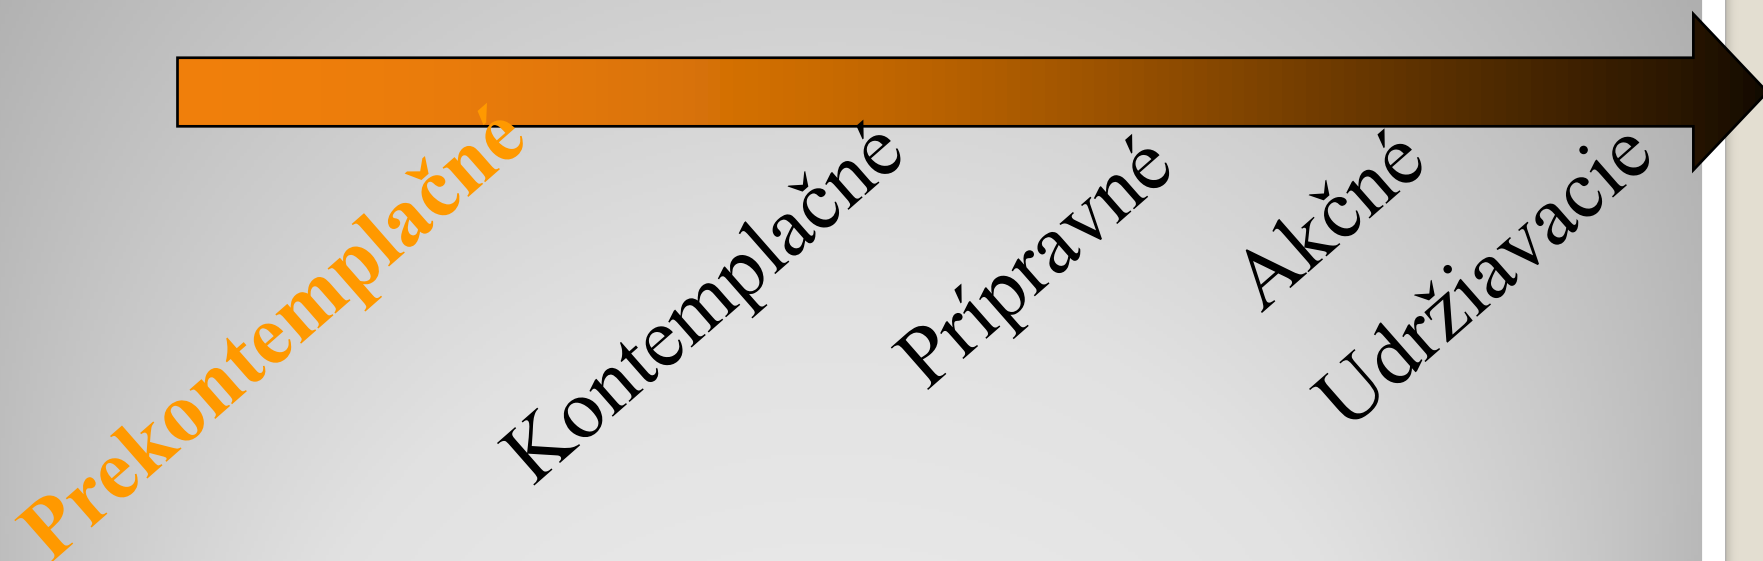 Prekontemplačné
Kontemplačné
Prípravné
Akčné
Udržiavacie